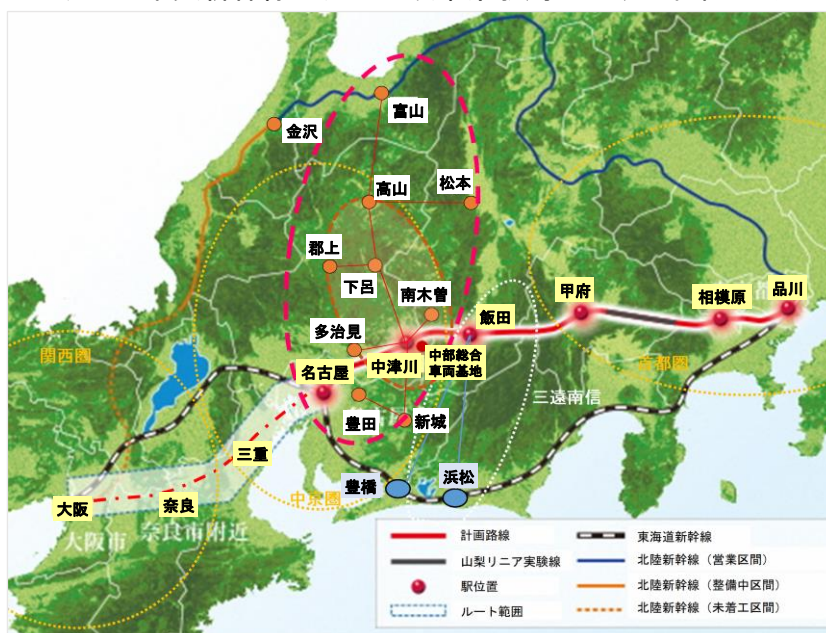 富山
金沢
高山
松本
郡上
下呂
南木曽
飯田
甲府
相模原
品川
多治見
中津川
中部総合
車両基地
関西圏
名古屋
首都圏
三遠南信
豊田
新城
三重
豊橋
浜松
中京圏
大阪
奈良
大阪市
奈良市附近
計画路線
山梨リニア実験線
駅位置
ルート範囲
東海道新幹線
北陸新幹線（営業区間）
北陸新幹線（整備中区間）
北陸新幹線（未着工区間）